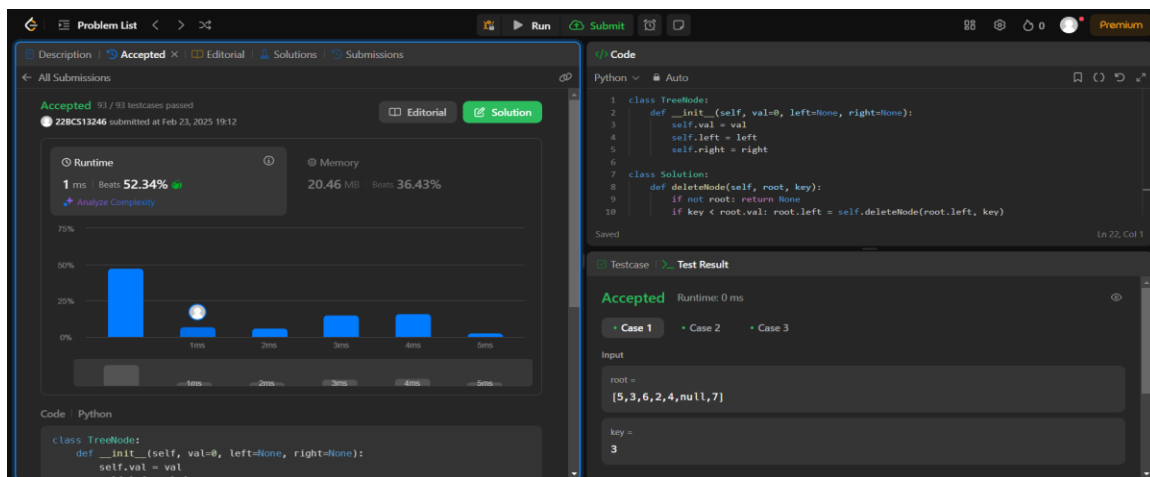 Problem List
Run
Submit
0
Premium
Description
Accepted
Editorial
Solutions
Submissions
All Submissions
Accepted 93 / 93 testcases passed
22BCS13246 submitted at Feb 23, 2025 19:12
Editorial
Solution
Runtime
1 ms Beats 52.34%
Analyze Complexity
Memory
20.46 MB Beats 36.43%
75%
50%
25%
0%
1ms 2ms 3ms 4ms 5ms
1ms 2ms 3ms 4ms 5ms
Code Python
class TreeNode:
def __init__(self, val=0, left=None, right=None):
self.val = val
</> Code
Python Auto
1 class TreeNode:
2 def __init__(self, val=0, left=None, right=None):
3 self.val = val
4 self.left = left
5 self.right = right
6
7 class Solution:
8 def deleteNode(self, root, key):
9 if not root: return None
10 if key < root.val: root.left = self.deleteNode(root.left, key)
Saved
Ln 22, Col 1
Testcase >_ Test Result
Accepted Runtime: 0 ms
• Case 1 • Case 2 • Case 3
Input
root =
[5,3,6,2,4,null,7]
key =
3